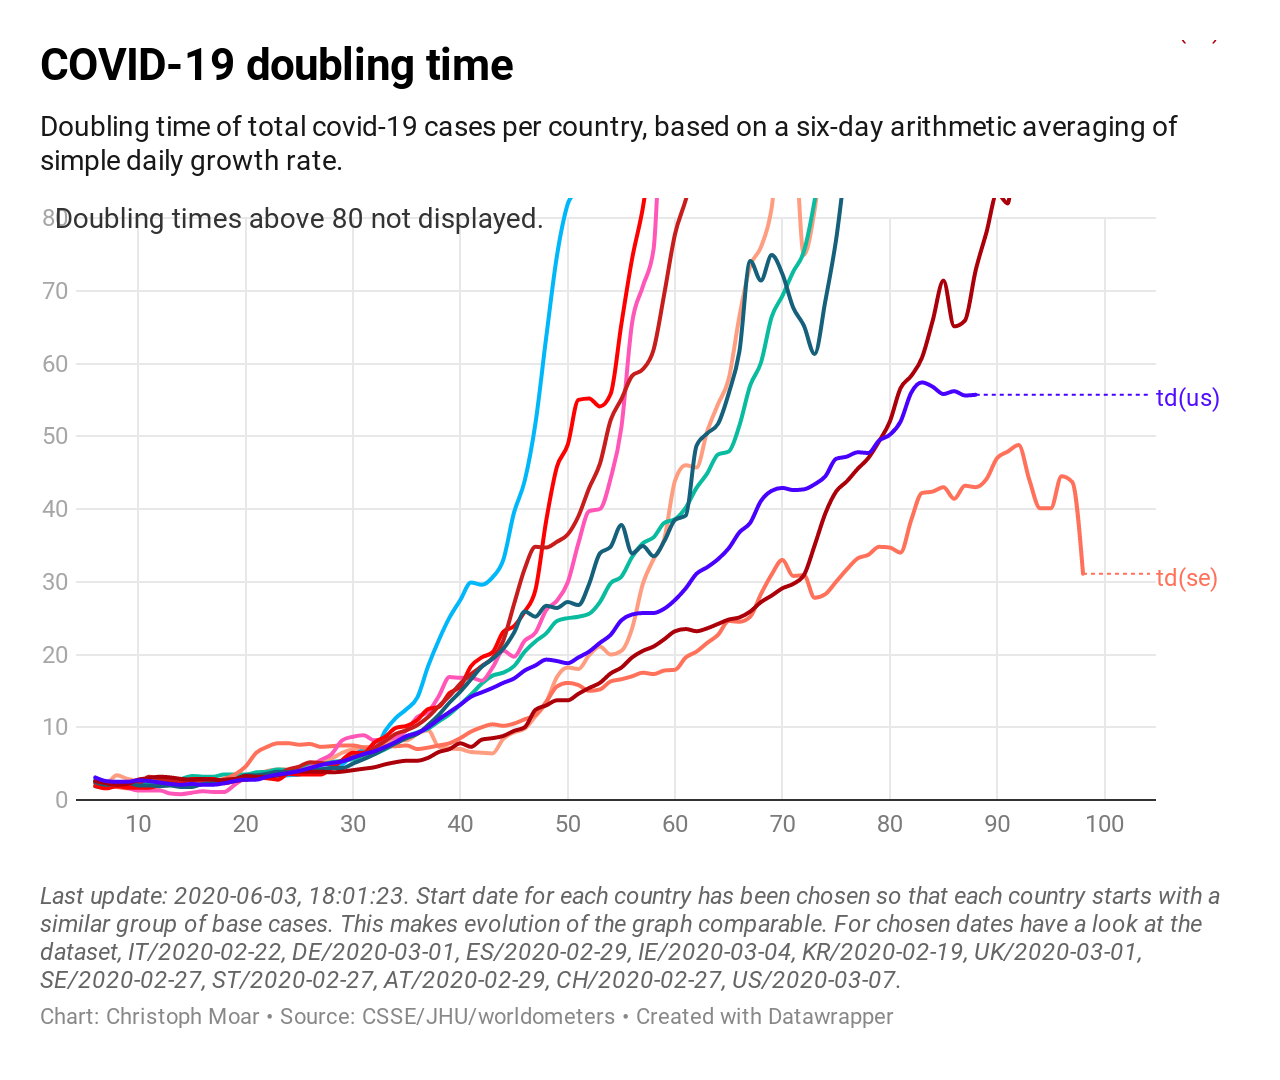 COVID-19 doubling time
Doubling time of total covid-19 cases per country, based on a six-day arithmetic averaging of
simple daily growth rate.
80
Doubling times above 80 not displayed.
70
60
td(us)
50
40
30
td(se)
20
10
0
10 20 30 40 50 60 70 80 90 100
Last update: 2020-06-03, 18:01:23. Start date for each country has been chosen so that each country starts with a
similar group of base cases. This makes evolution of the graph comparable. For chosen dates have a look at the
dataset, IT/2020-02-22, DE/2020-03-01, ES/2020-02-29, IE/2020-03-04, KR/2020-02-19, UK/2020-03-01,
SE/2020-02-27, ST/2020-02-27, AT/2020-02-29, CH/2020-02-27, US/2020-03-07.
Chart: Christoph Moar • Source: CSSE/JHU/worldometers • Created with Datawrapper